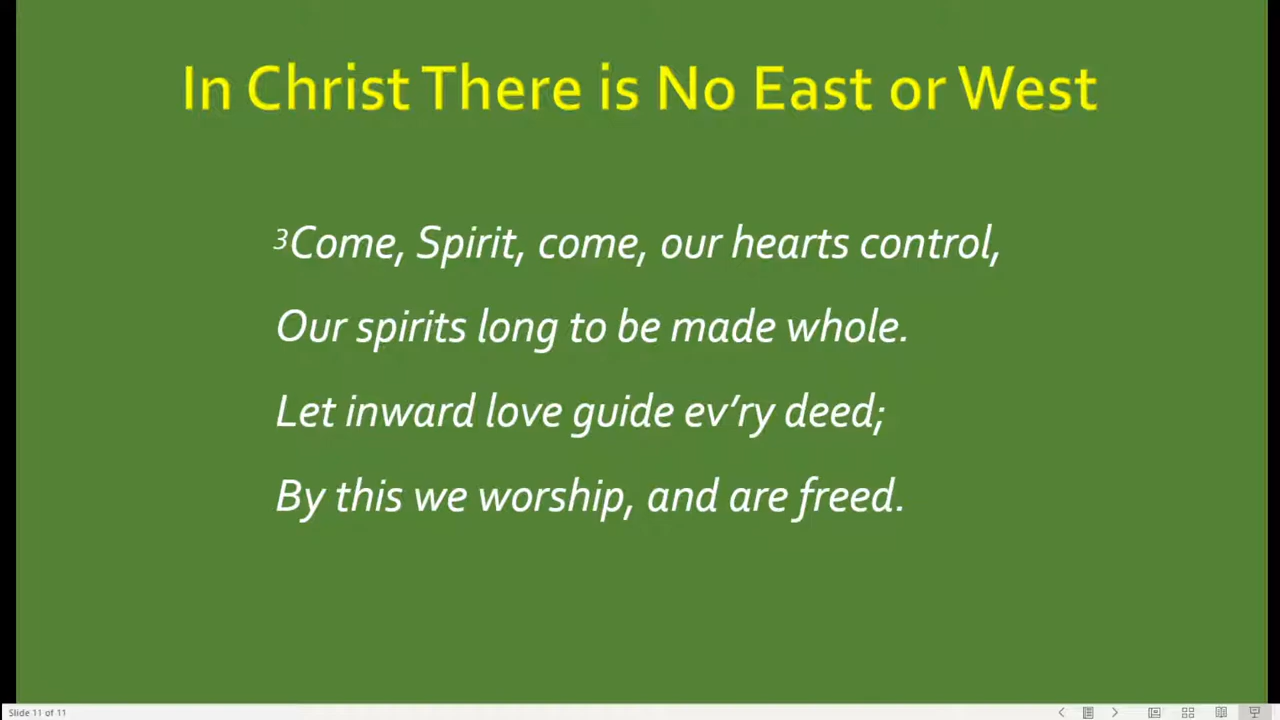 In Christ There is No East or West
³Come, Spirit, come, our hearts control,
Our spirits long to be made whole.
Let inward love guide ev’ry deed;
By this we worship, and are freed.
Slide 11 of 11